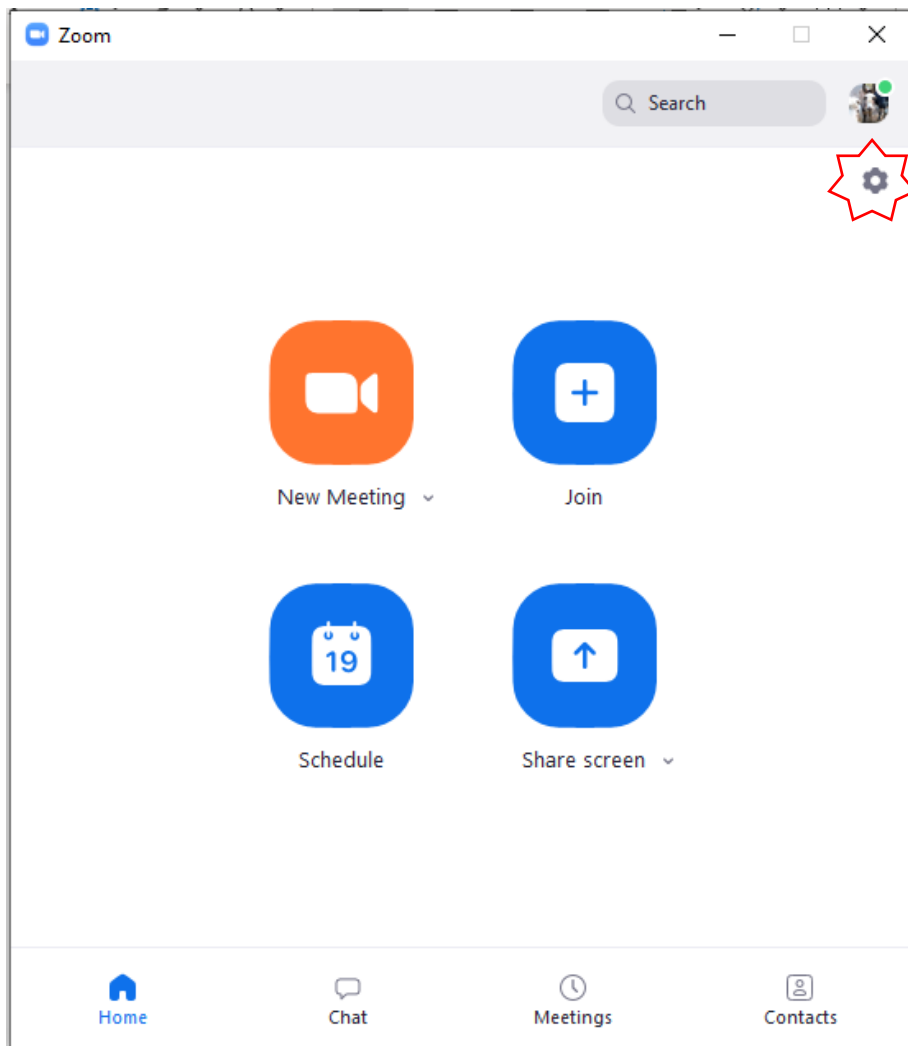 Zoom
Search
New Meeting
Join
19
Schedule
Share screen
Home
Chat
Meetings
Contacts